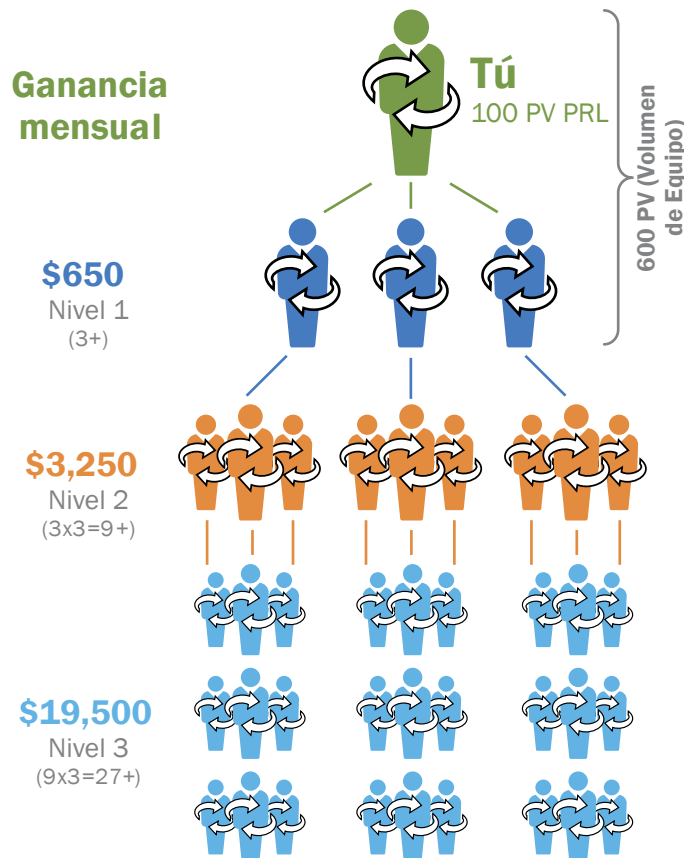 Ganancia
mensual
Tú
100 PV PRL
600 PV (Volumen
de Equipo)
$650
Nivel 1
(3+)
$3,250
Nivel 2
(3x3=9+)
$19,500
Nivel 3
(9x3=27+)